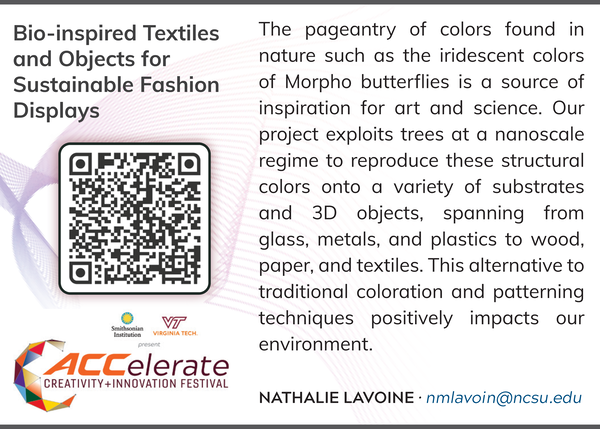 Bio-inspired Textiles
and Objects for
Sustainable Fashion
Displays
The pageantry of colors found in
nature such as the iridescent colors
of Morpho butterflies is a source of
inspiration for art and science. Our
project exploits trees at a nanoscale
regime to reproduce these structural
colors onto a variety of substrates
and 3D objects, spanning from
glass, metals, and plastics to wood,
paper, and textiles. This alternative to
traditional coloration and patterning
techniques positively impacts our
environment.
NATHALIE LAVOINE · nmlavoin@ncsu.edu
Smithsonian
Institution
VT
VIRGINIA TECH.
present
ACCelerate
CREATIVITY+INNOVATION FESTIVAL